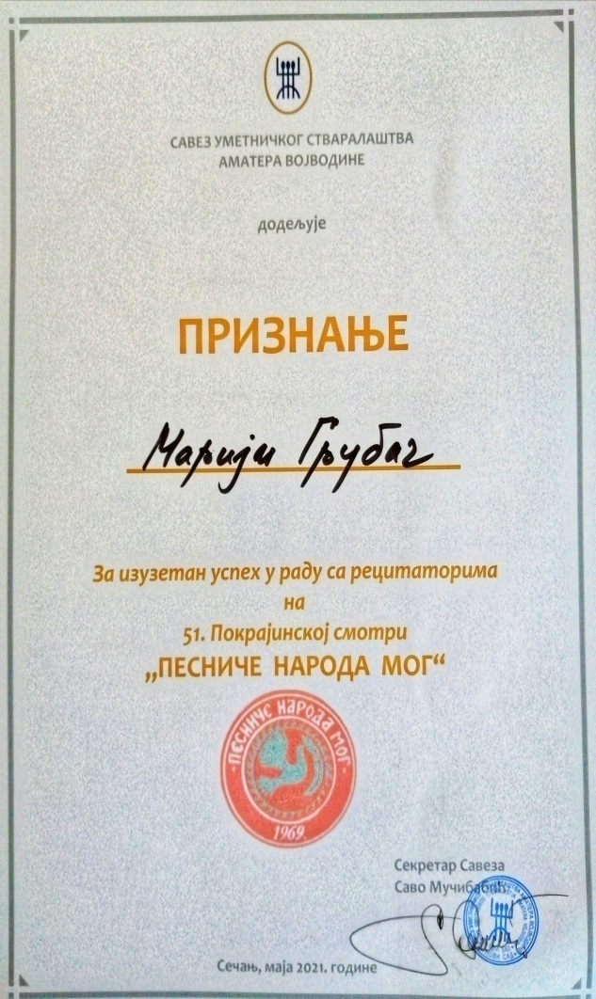 САВЕЗ УМЕТНИЧКОГ СТВАРАЛАШТВА
АМАТЕРА ВОЈВОДИНЕ
додељује
ПРИЗНАЊЕ
Марији Грубач
За изузетан успех у раду са рецитаторима
на
51. Покрајинској смотри
„ПЕСНИЧЕ НАРОДА МОГ“
ПЕСНИЧЕ НАРОДА МОГ
1969.
Секретар Савеза
Саво Мучибабић
Сечањ, маја 2021. године